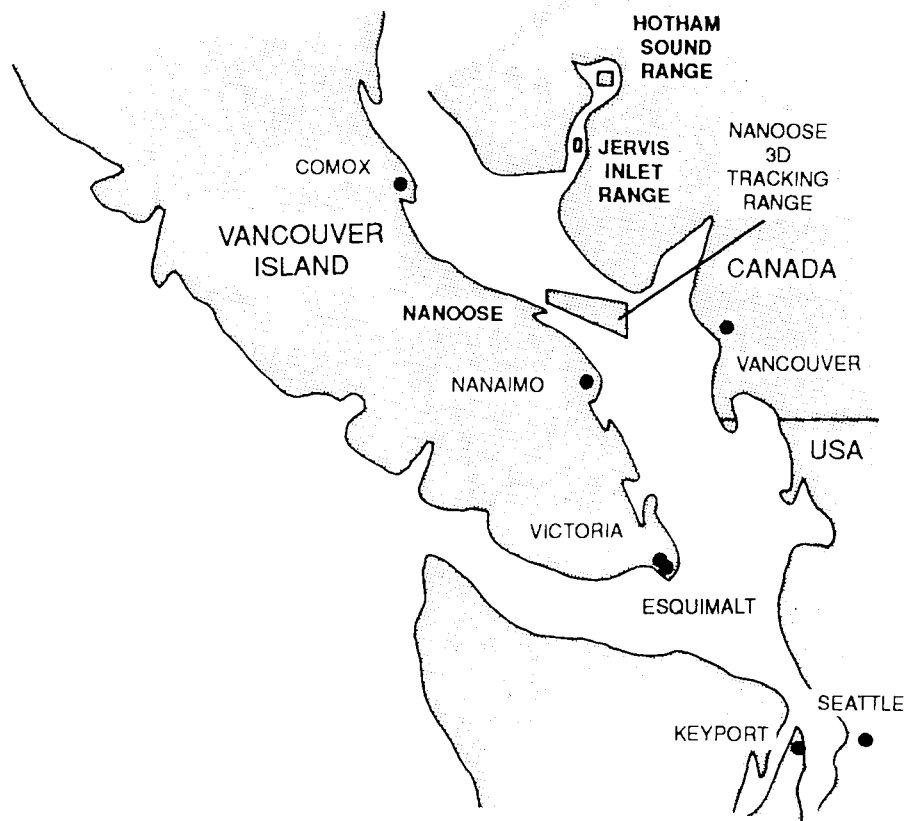 HOTHAM
SOUND
RANGE
JERVIS
INLET
RANGE
NANOOSE
3D
TRACKING
RANGE
COMOX
VANCOUVER
ISLAND
CANADA
NANOOSE
VANCOUVER
NANAIMO
USA
VICTORIA
ESQUIMALT
SEATTLE
KEYPORT